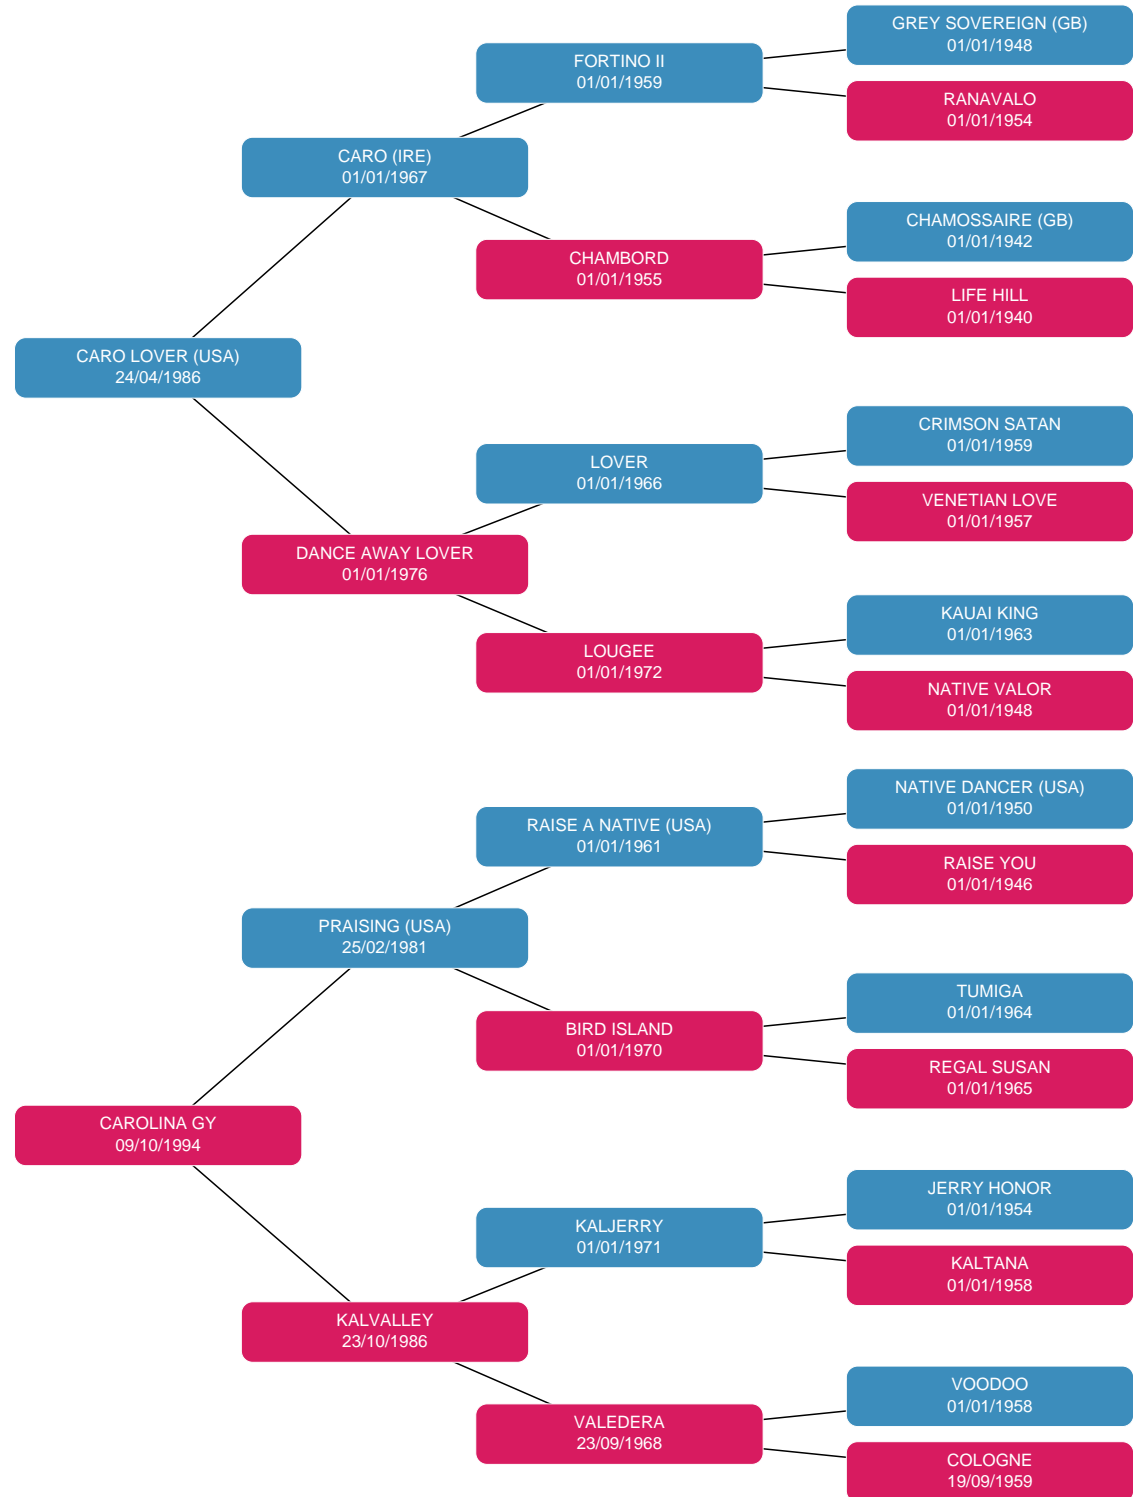 GREY SOVEREIGN (GB)
01/01/1948
FORTINO II
01/01/1959
RANAVALO
01/01/1954
CARO (IRE)
01/01/1967
CHAMOSSAIRE (GB)
01/01/1942
CHAMBORD
01/01/1955
LIFE HILL
01/01/1940
CARO LOVER (USA)
24/04/1986
CRIMSON SATAN
01/01/1959
LOVER
01/01/1966
VENETIAN LOVE
01/01/1957
DANCE AWAY LOVER
01/01/1976
KAUAI KING
01/01/1963
LOUGEE
01/01/1972
NATIVE VALOR
01/01/1948
NATIVE DANCER (USA)
01/01/1950
RAISE A NATIVE (USA)
01/01/1961
RAISE YOU
01/01/1946
PRAISING (USA)
25/02/1981
TUMIGA
01/01/1964
BIRD ISLAND
01/01/1970
REGAL SUSAN
01/01/1965
CAROLINA GY
09/10/1994
JERRY HONOR
01/01/1954
KALJERRY
01/01/1971
KALTANA
01/01/1958
KALVALLEY
23/10/1986
VOODOO
01/01/1958
VALEDERA
23/09/1968
COLOGNE
19/09/1959